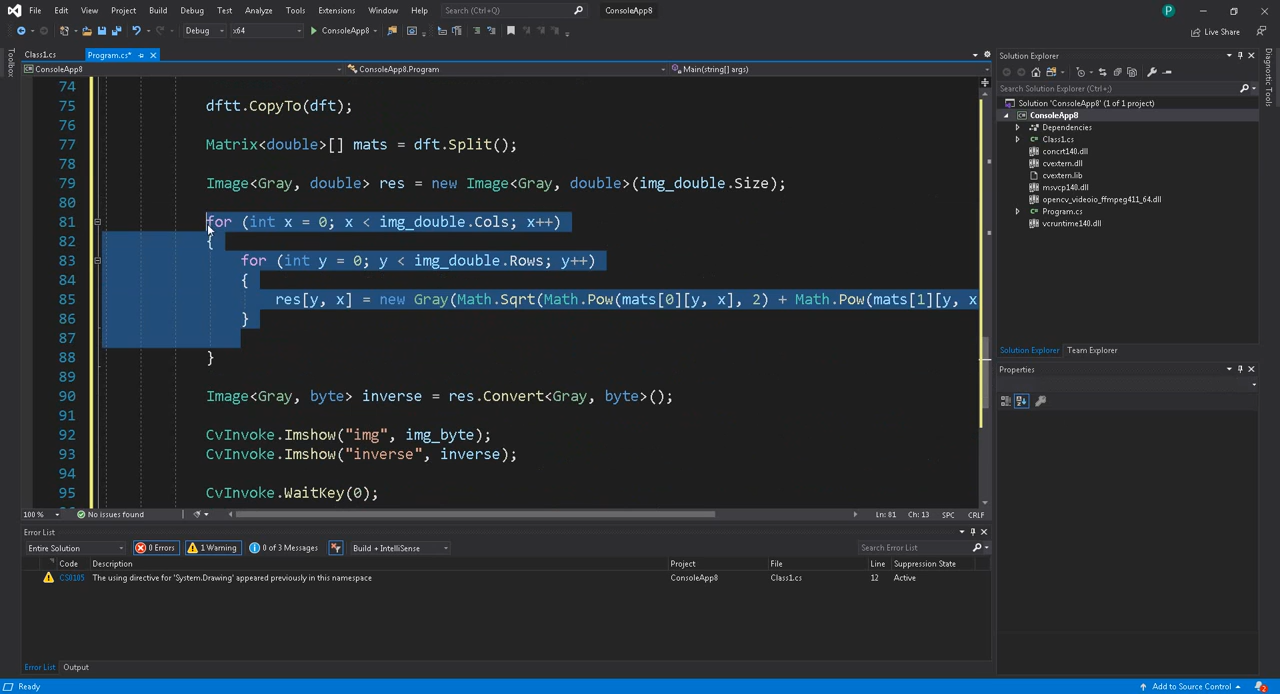 File Edit View Project Build Debug Test Analyze Tools Extensions Window Help Search (Ctrl+Q) ConsoleApp8 P
Debug x64 ConsoleApp8 Live Share
Toolbox
Class1.cs Program.cs*
ConsoleApp8 ConsoleApp8.Program Main(string[] args)
74
75 dftt.CopyTo(dft);
76
77 Matrix<double>[] mats = dft.Split();
78
79 Image<Gray, double> res = new Image<Gray, double>(img_double.Size);
80
81 for (int x = 0; x < img_double.Cols; x++)
82 {
83 for (int y = 0; y < img_double.Rows; y++)
84 {
85 res[y, x] = new Gray(Math.Sqrt(Math.Pow(mats[0][y, x], 2) + Math.Pow(mats[1][y, x
86 }
87
88 }
89
90 Image<Gray, byte> inverse = res.Convert<Gray, byte>();
91
92 CvInvoke.Imshow("img", img_byte);
93 CvInvoke.Imshow("inverse", inverse);
94
95 CvInvoke.WaitKey(0);
100 % No issues found Ln: 81 Ch: 13 SPC CRLF
Error List
Entire Solution 0 Errors 1 Warning 0 of 3 Messages Build + IntelliSense Search Error List
Code Description Project File Line Suppression State
CS0105 The using directive for 'System.Drawing' appeared previously in this namespace ConsoleApp8 Class1.cs 12 Active
Error List Output
Ready Add to Source Control 2
Solution Explorer
Search Solution Explorer (Ctrl+;)
Solution 'ConsoleApp8' (1 of 1 project)
ConsoleApp8
Dependencies
Class1.cs
concrt140.dll
cvextern.dll
cvextern.lib
msvcp140.dll
opencv_videoio_ffmpeg411_64.dll
Program.cs
vcruntime140.dll
Solution Explorer Team Explorer
Properties
Diagnostic Tools